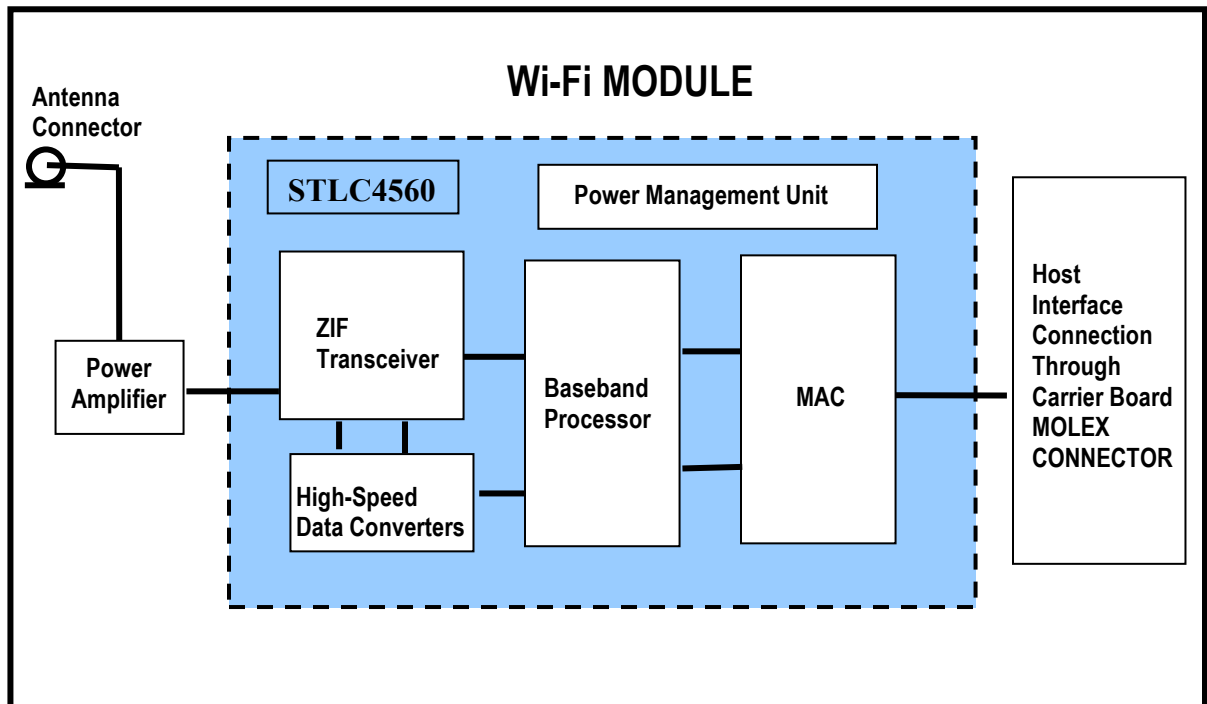 Wi-Fi MODULE
Antenna
Connector
STLC4560
Power Management Unit
ZIF
Transceiver
Power
Amplifier
Baseband
Processor
MAC
High-Speed
Data Converters
Host
Interface
Connection
Through
Carrier Board
MOLEX
CONNECTOR